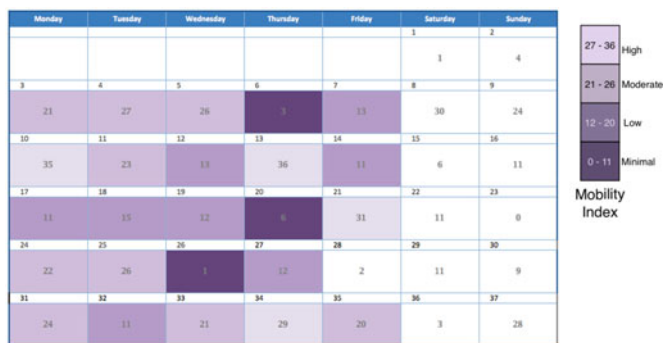 Monday Tuesday Wednesday Thursday Friday Saturday Sunday
1 2
1 4
3 4 5 6 7 8 9
21 27 26 3 13 30 24
10 11 12 13 14 15 16
35 23 13 36 11 6 11
17 18 19 20 21 22 23
11 15 12 6 31 11 0
24 25 26 27 28 29 30
22 26 1 12 2 11 9
31 32 33 34 35 36 37
24 11 21 29 20 3 28
27 - 36 High
21 - 26 Moderate
12 - 20 Low
0 - 11 Minimal
Mobility
Index